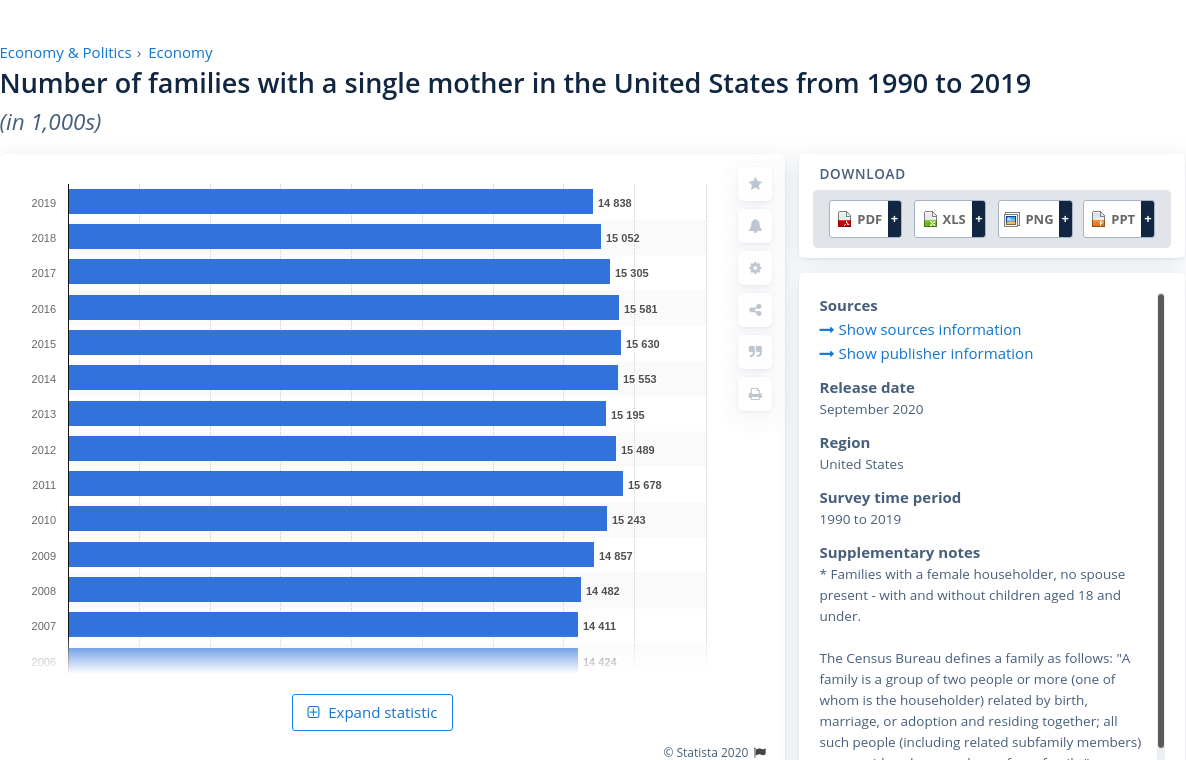 Economy & Politics › Economy
Number of families with a single mother in the United States from 1990 to 2019
(in 1,000s)
2019 14 838
2018 15 052
2017 15 305
2016 15 581
2015 15 630
2014 15 553
2013 15 195
2012 15 489
2011 15 678
2010 15 243
2009 14 857
2008 14 482
2007 14 411
2006 14 424
Expand statistic
© Statista 2020
DOWNLOAD
PDF + XLS + PNG + PPT +
Sources
Show sources information
Show publisher information
Release date
September 2020
Region
United States
Survey time period
1990 to 2019
Supplementary notes
* Families with a female householder, no spouse
present - with and without children aged 18 and
under.
The Census Bureau defines a family as follows: "A
family is a group of two people or more (one of
whom is the householder) related by birth,
marriage, or adoption and residing together; all
such people (including related subfamily members)